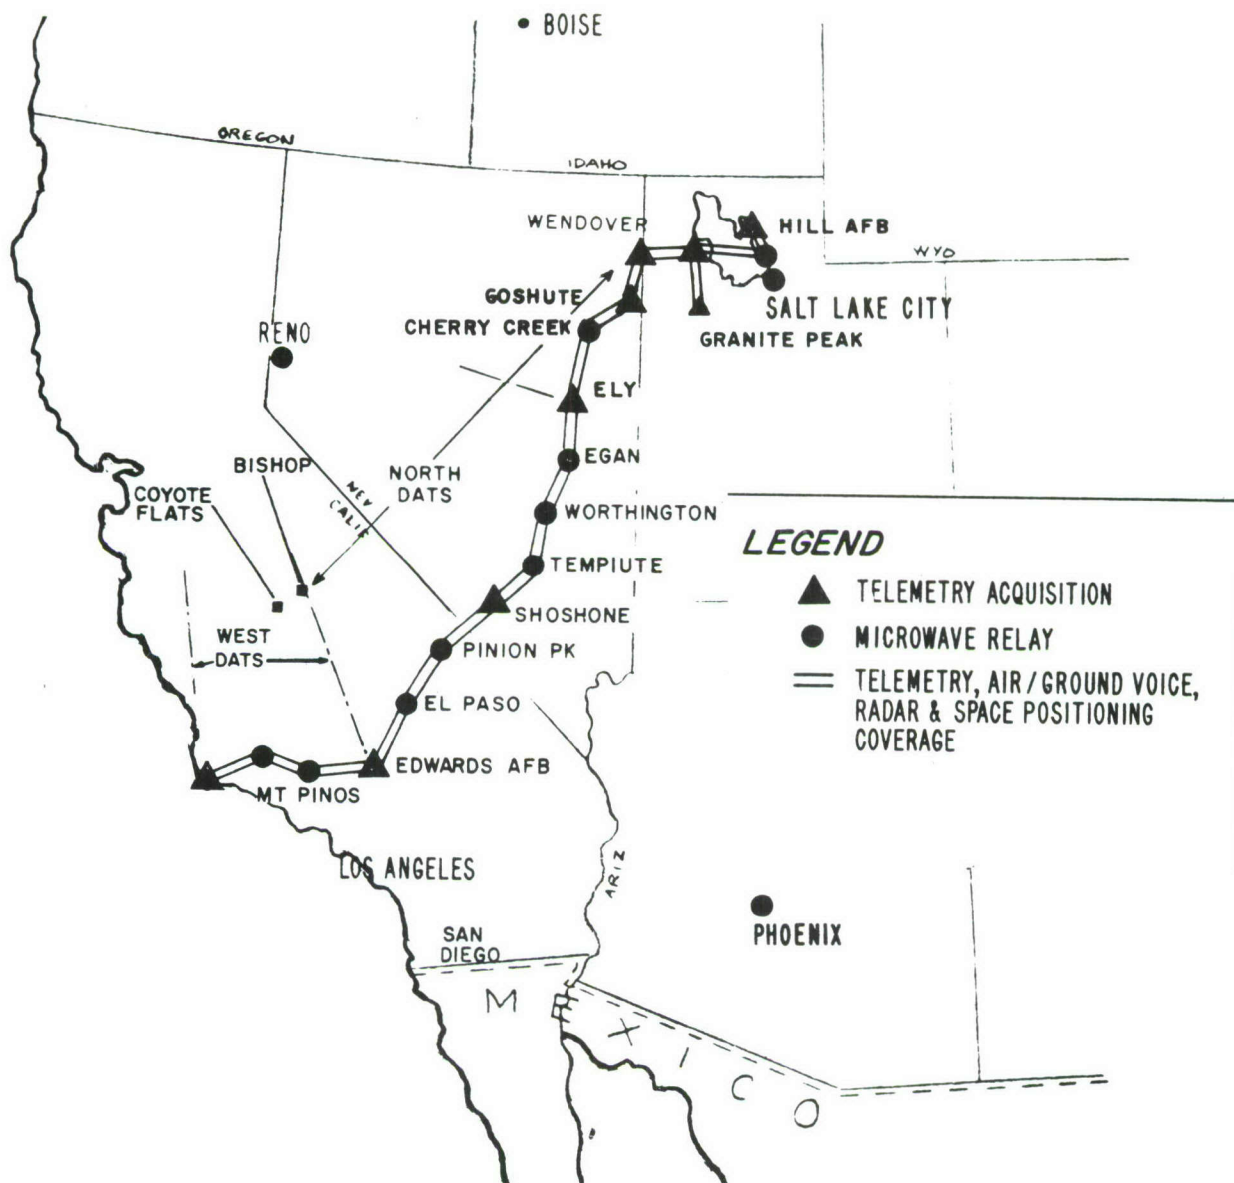 BOISE
OREGON
IDAHO
WENDOVER
HILL AFB
WYO
GOSHUTE
SALT LAKE CITY
CHERRY CREEK
RENO
GRANITE PEAK
ELY
BISHOP
EGAN
NORTH
DATS
COYOTE
FLATS
NEV
CALIF
WORTHINGTON
LEGEND
TEMPIUTE
TELEMETRY ACQUISITION
SHOSHONE
MICROWAVE RELAY
WEST
DATS
PINION PK
TELEMETRY, AIR/GROUND VOICE,
RADAR & SPACE POSITIONING
COVERAGE
EL PASO
EDWARDS AFB
MT PINOS
LOS ANGELES
ARIZ
PHOENIX
SAN
DIEGO
MEXICO